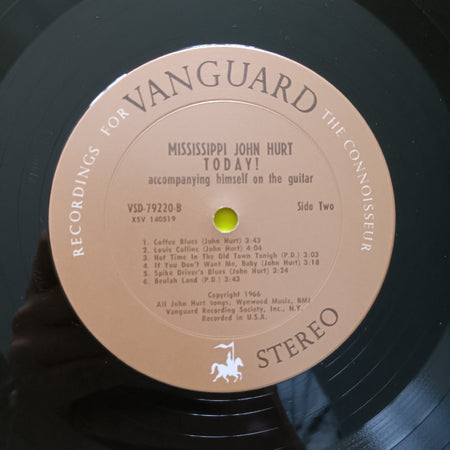 RECORDINGS FOR VANGUARD THE CONNOISSEUR
MISSISSIPPI JOHN HURT
TODAY!
accompanying himself on the guitar
VSD-79220-B Side Two
XSV 140519
1. Coffee Blues (John Hurt) 3:43
2. Louis Collins (John Hurt) 4:04
3. Hot Time In The Old Town Tonigh (P.D.) 3:03
4. If You Don't Want Me, Baby (John Hurt) 3:18
5. Spike Driver's Blues (John Hurt) 3:24
6. Beulah Land (P.D.) 3:43
Copyright 1966
All John Hurt songs, Wynwood Music, BMI
Vanguard Recording Society, Inc., N.Y.
Recorded in U.S.A.
STEREO